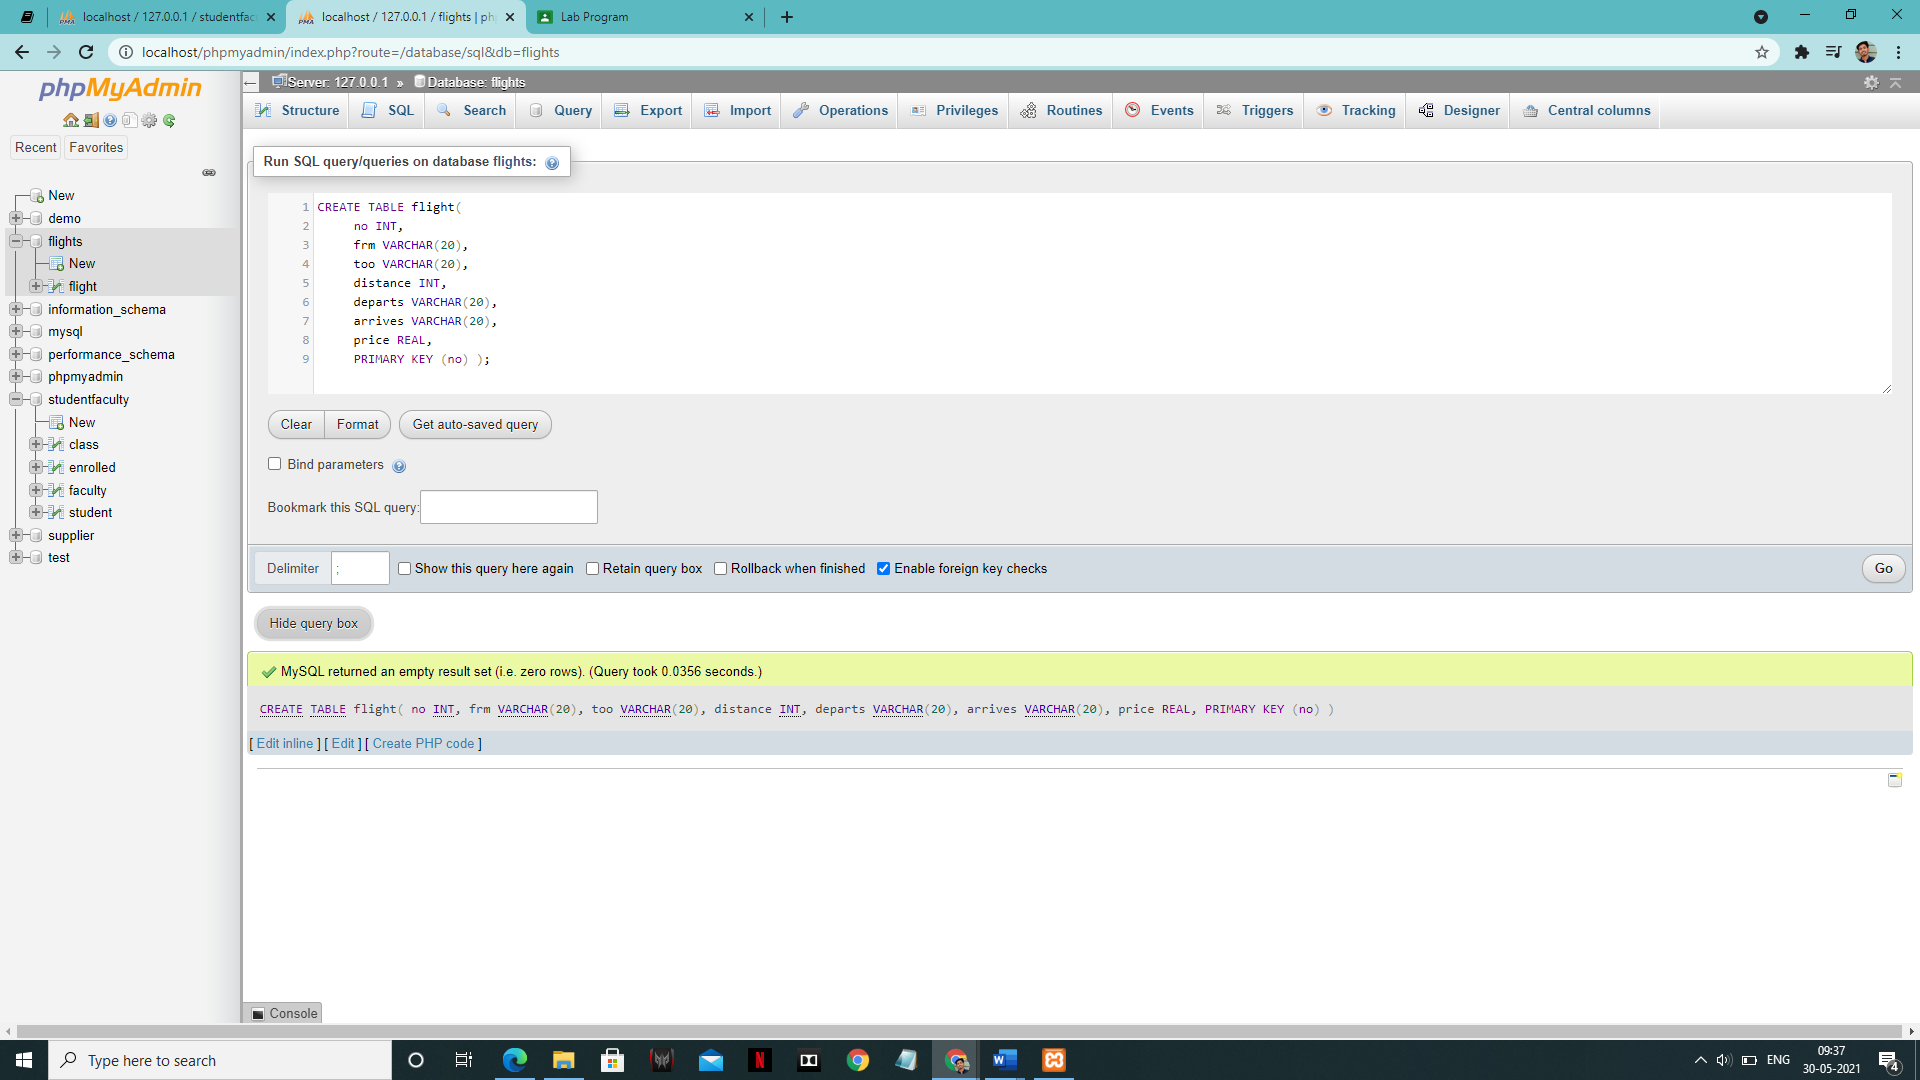 localhost / 127.0.0.1 / studentfac
localhost / 127.0.0.1 / flights | ph
Lab Program
localhost/phpmyadmin/index.php?route=/database/sql&db=flights
phpMyAdmin
Recent
Favorites
New
demo
flights
New
flight
information_schema
mysql
performance_schema
phpmyadmin
studentfaculty
New
class
enrolled
faculty
student
supplier
test
Server: 127.0.0.1 » Database: flights
Structure
SQL
Search
Query
Export
Import
Operations
Privileges
Routines
Events
Triggers
Tracking
Designer
Central columns
Run SQL query/queries on database flights:
1 CREATE TABLE flight(
2 no INT,
3 frm VARCHAR(20),
4 too VARCHAR(20),
5 distance INT,
6 departs VARCHAR(20),
7 arrives VARCHAR(20),
8 price REAL,
9 PRIMARY KEY (no) );
Clear
Format
Get auto-saved query
Bind parameters
Bookmark this SQL query:
Delimiter ; Show this query here again Retain query box Rollback when finished Enable foreign key checks
Go
Hide query box
MySQL returned an empty result set (i.e. zero rows). (Query took 0.0356 seconds.)
CREATE TABLE flight( no INT, frm VARCHAR(20), too VARCHAR(20), distance INT, departs VARCHAR(20), arrives VARCHAR(20), price REAL, PRIMARY KEY (no) )
[ Edit inline ] [ Edit ] [ Create PHP code ]
Console
Type here to search
ENG
09:37
30-05-2021
4